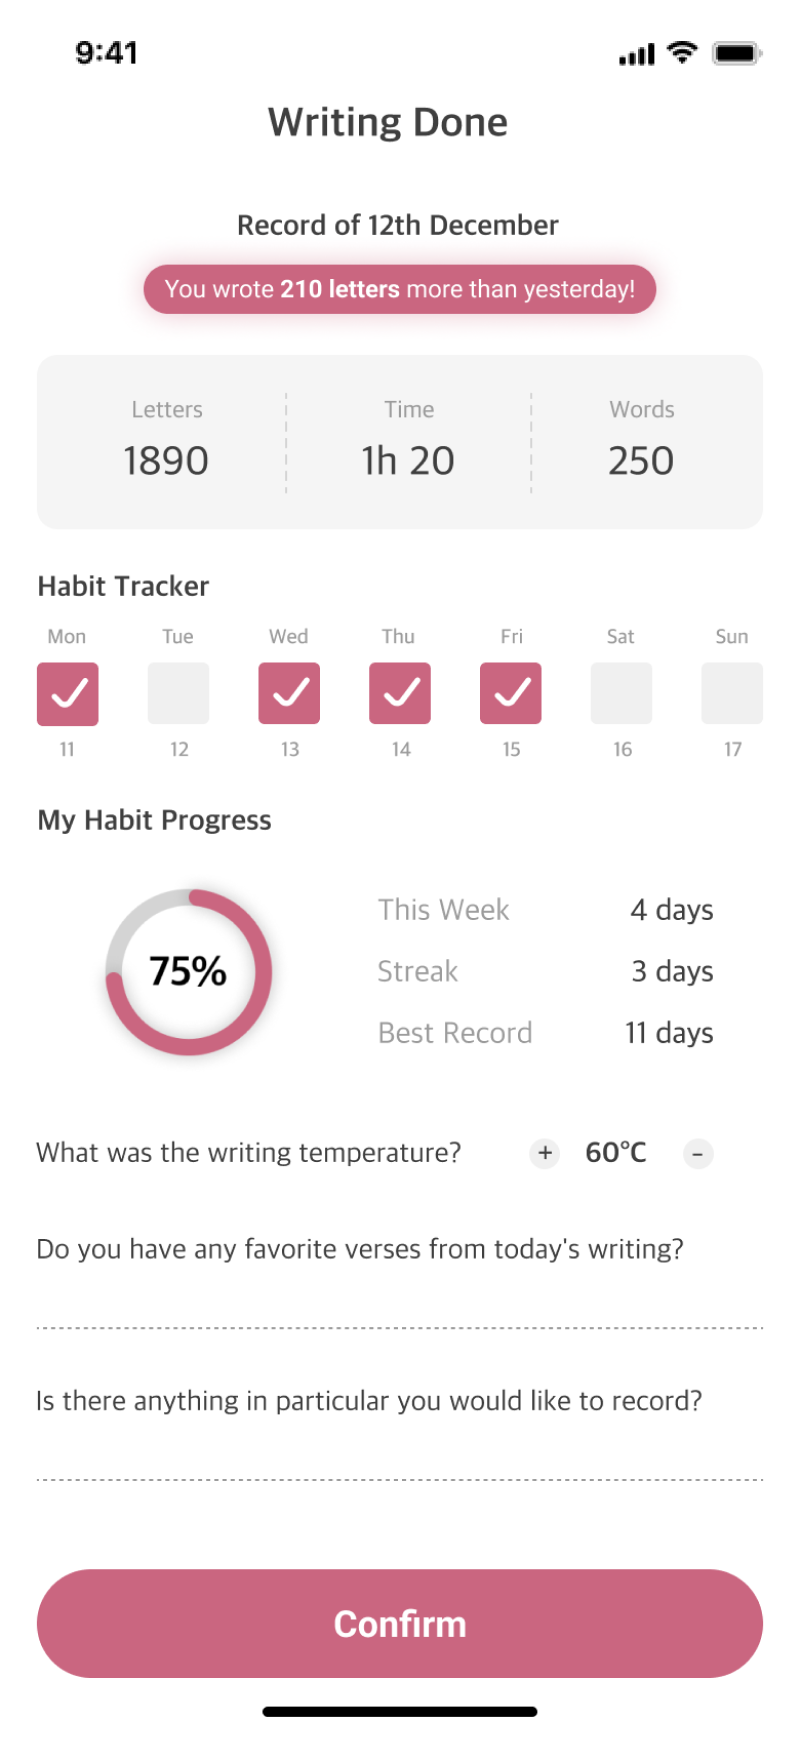 9:41
Writing Done
Record of 12th December
You wrote 210 letters more than yesterday!
Letters Time Words
1890 1h 20 250
Habit Tracker
Mon Tue Wed Thu Fri Sat Sun
11 12 13 14 15 16 17
My Habit Progress
75%
This Week 4 days
Streak 3 days
Best Record 11 days
What was the writing temperature? + 60°C -
Do you have any favorite verses from today's writing?
Is there anything in particular you would like to record?
Confirm